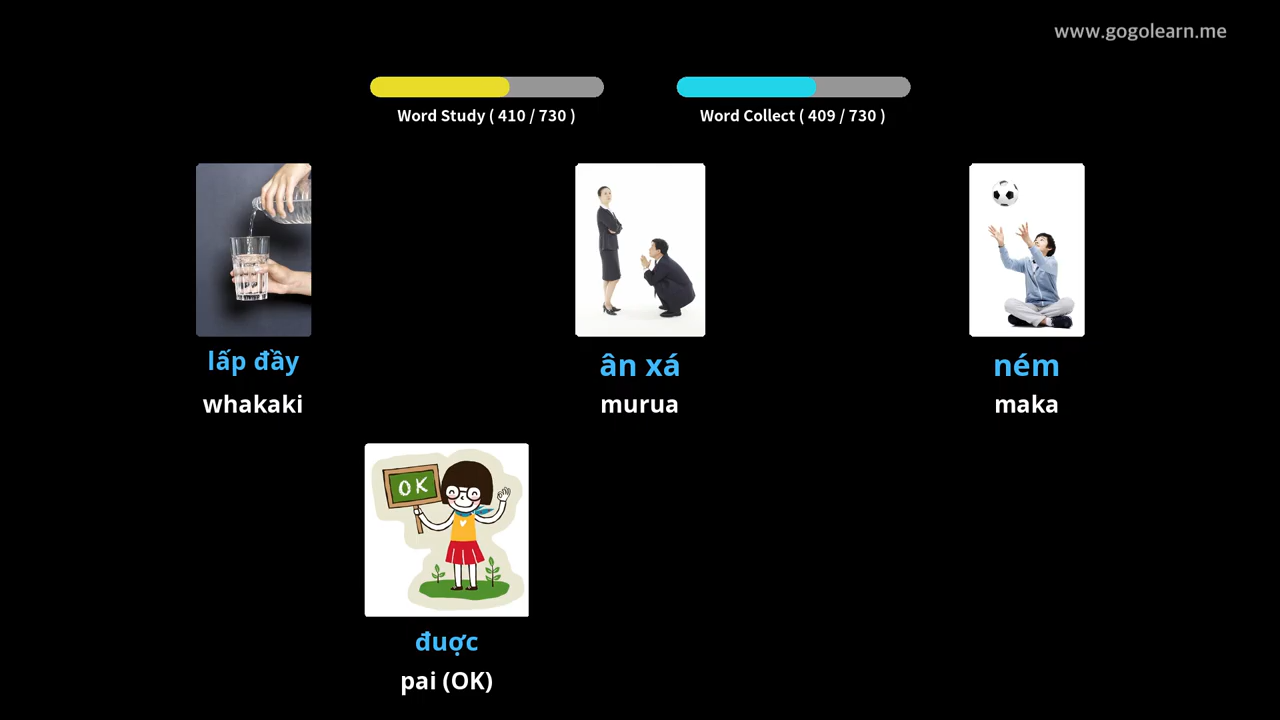 www.gogolearn.me
Word Study ( 410 / 730 )
Word Collect ( 409 / 730 )
lấp đầy
ân xá
ném
whakaki
murua
maka
OK
đuợc
pai (OK)